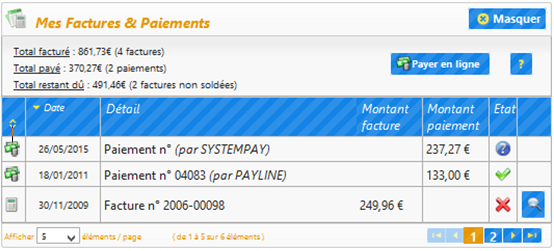 Mes Factures & Paiements
Masquer
Total facturé : 861,73€ (4 factures)
Total payé : 370,27€ (2 paiements)
Total restant dû : 491,46€ (2 factures non soldées)
Payer en ligne
?
Date Détail Montant facture Montant paiement Etat
26/05/2015 Paiement n° (par SYSTEMPAY) 237,27 €
18/01/2011 Paiement n° 04083 (par PAYLINE) 133,00 €
30/11/2009 Facture n° 2006-00098 249,96 €
Afficher 5 éléments / page ( de 1 à 5 sur 6 éléments ) 1 2